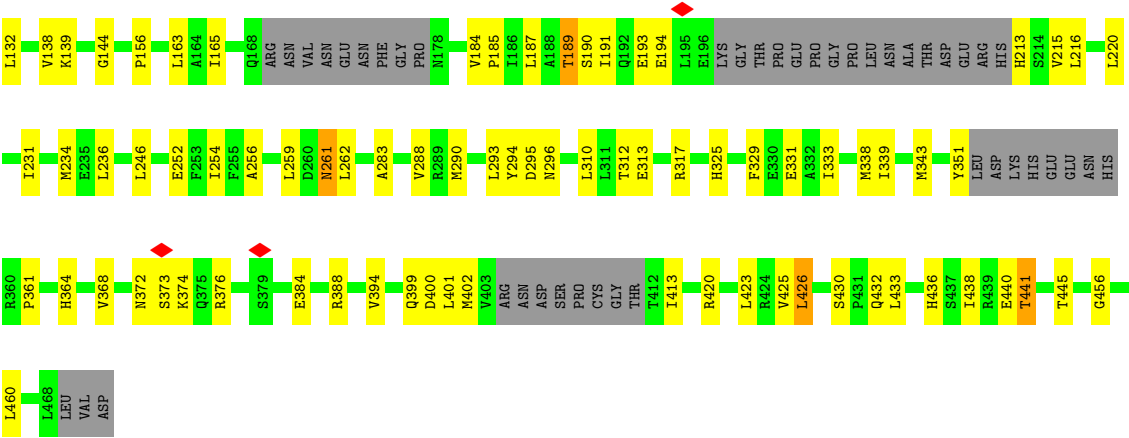 L132 V138 K139 G144 P156 L163 A164 I165 Q168 ARG ASN VAL ASN GLU ASN PHE GLY PRO N178 V184 P185 I186 L187 A188 T189 S190 I191 Q192 E193 E194 L195 E196 LYS GLY THR PRO GLU PRO GLY PRO LEU ASN ALA THR ASP GLU ARG HIS H213 S214 V215 L216 L220
I231 M234 E235 L236 L246 E252 F253 I254 F255 A256 L259 D260 N261 L262 A283 V288 R289 M290 L293 Y294 D295 N296 L310 L311 T312 E313 R317 H325 F329 E330 E331 A332 I333 M338 I339 M343 Y351 LEU ASP LYS HIS GLU GLU ASN HIS
R360 P361 H364 V368 N372 S373 K374 Q375 R376 S379 E384 R388 V394 Q399 D400 L401 M402 V403 ARG ASN ASP SER PRO CYS GLY THR T412 I413 R420 L423 R424 V425 L426 S430 P431 Q432 L433 H436 S437 I438 R439 E440 T441 T445 G456
L460 L468 LEU VAL ASP